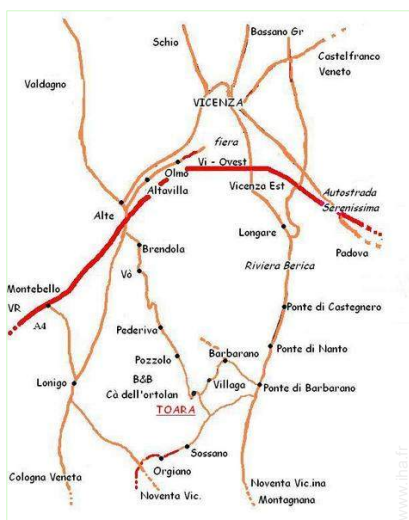 Schio
Bassano Gr
Castelfranco
Veneto
Valdagno
VICENZA
fiera
Olmo
Vi - Ovest
Altavilla
Vicenza Est
Autostrada
Serenissima
Alte
Longare
Padova
Brendola
Riviera Berica
Vò
Montebello
VR
A4
Ponte di Castegnero
Pederiva
Barbarano
Ponte di Nanto
Pozzolo
B&B
Cà dell'ortolan
Villaga
Ponte di Barbarano
Lonigo
TOARA
Sossano
Orgiano
Cologna Veneta
Noventa Vic.
Noventa Vic.ina
Montagnana
www.iha.fr